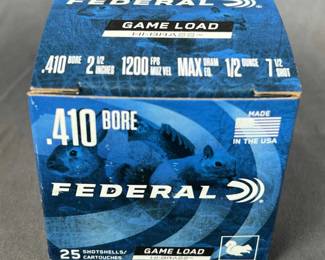 GAME LOAD
.410 BORE 2 1/2 INCHES 1200 FPS MUZ VEL MAX DRAM EQ. 1/2 OUNCE 7 1/2 SHOT
MADE
IN THE USA
.410 BORE
FEDERAL
25 SHOTSHELLS/
CARTOUCHES
GAME LOAD